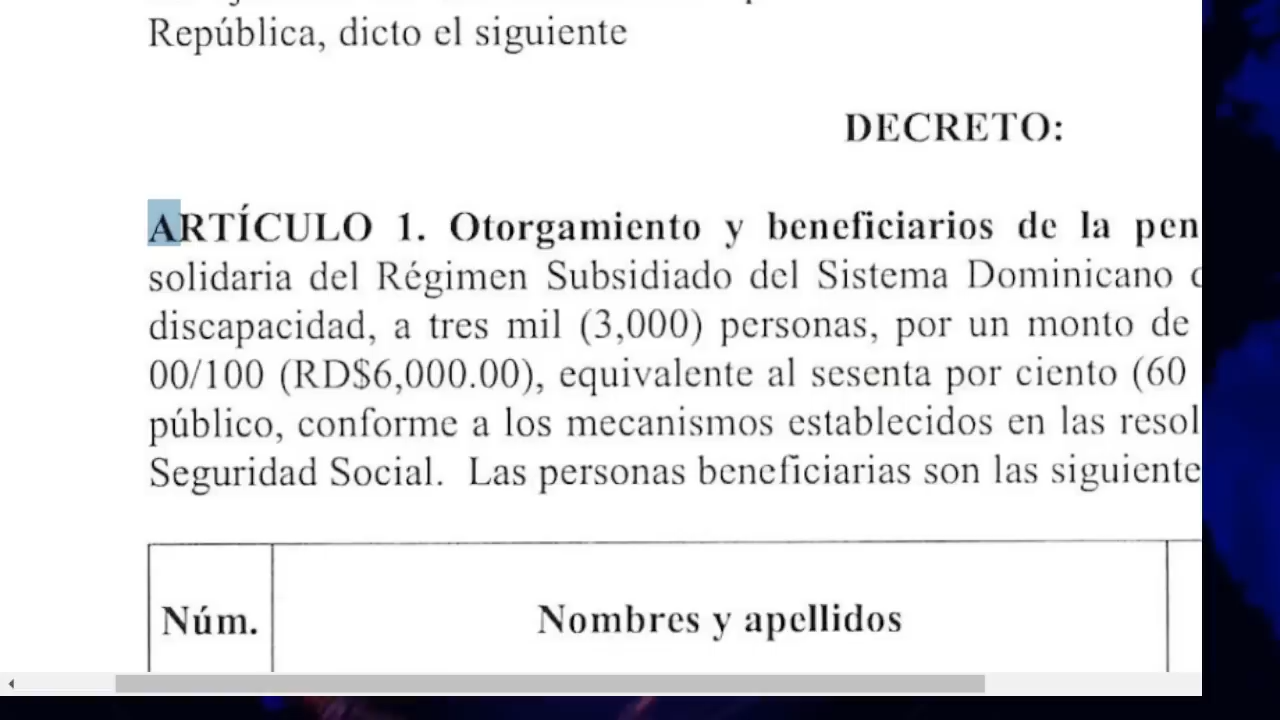 República, dicto el siguiente
DECRETO:
ARTÍCULO 1. Otorgamiento y beneficiarios de la pen
solidaria del Régimen Subsidiado del Sistema Dominicano
discapacidad, a tres mil (3,000) personas, por un monto de
00/100 (RD$6,000.00), equivalente al sesenta por ciento (60
público, conforme a los mecanismos establecidos en las resol
Seguridad Social. Las personas beneficiarias son las siguiente
Núm.
Nombres y apellidos